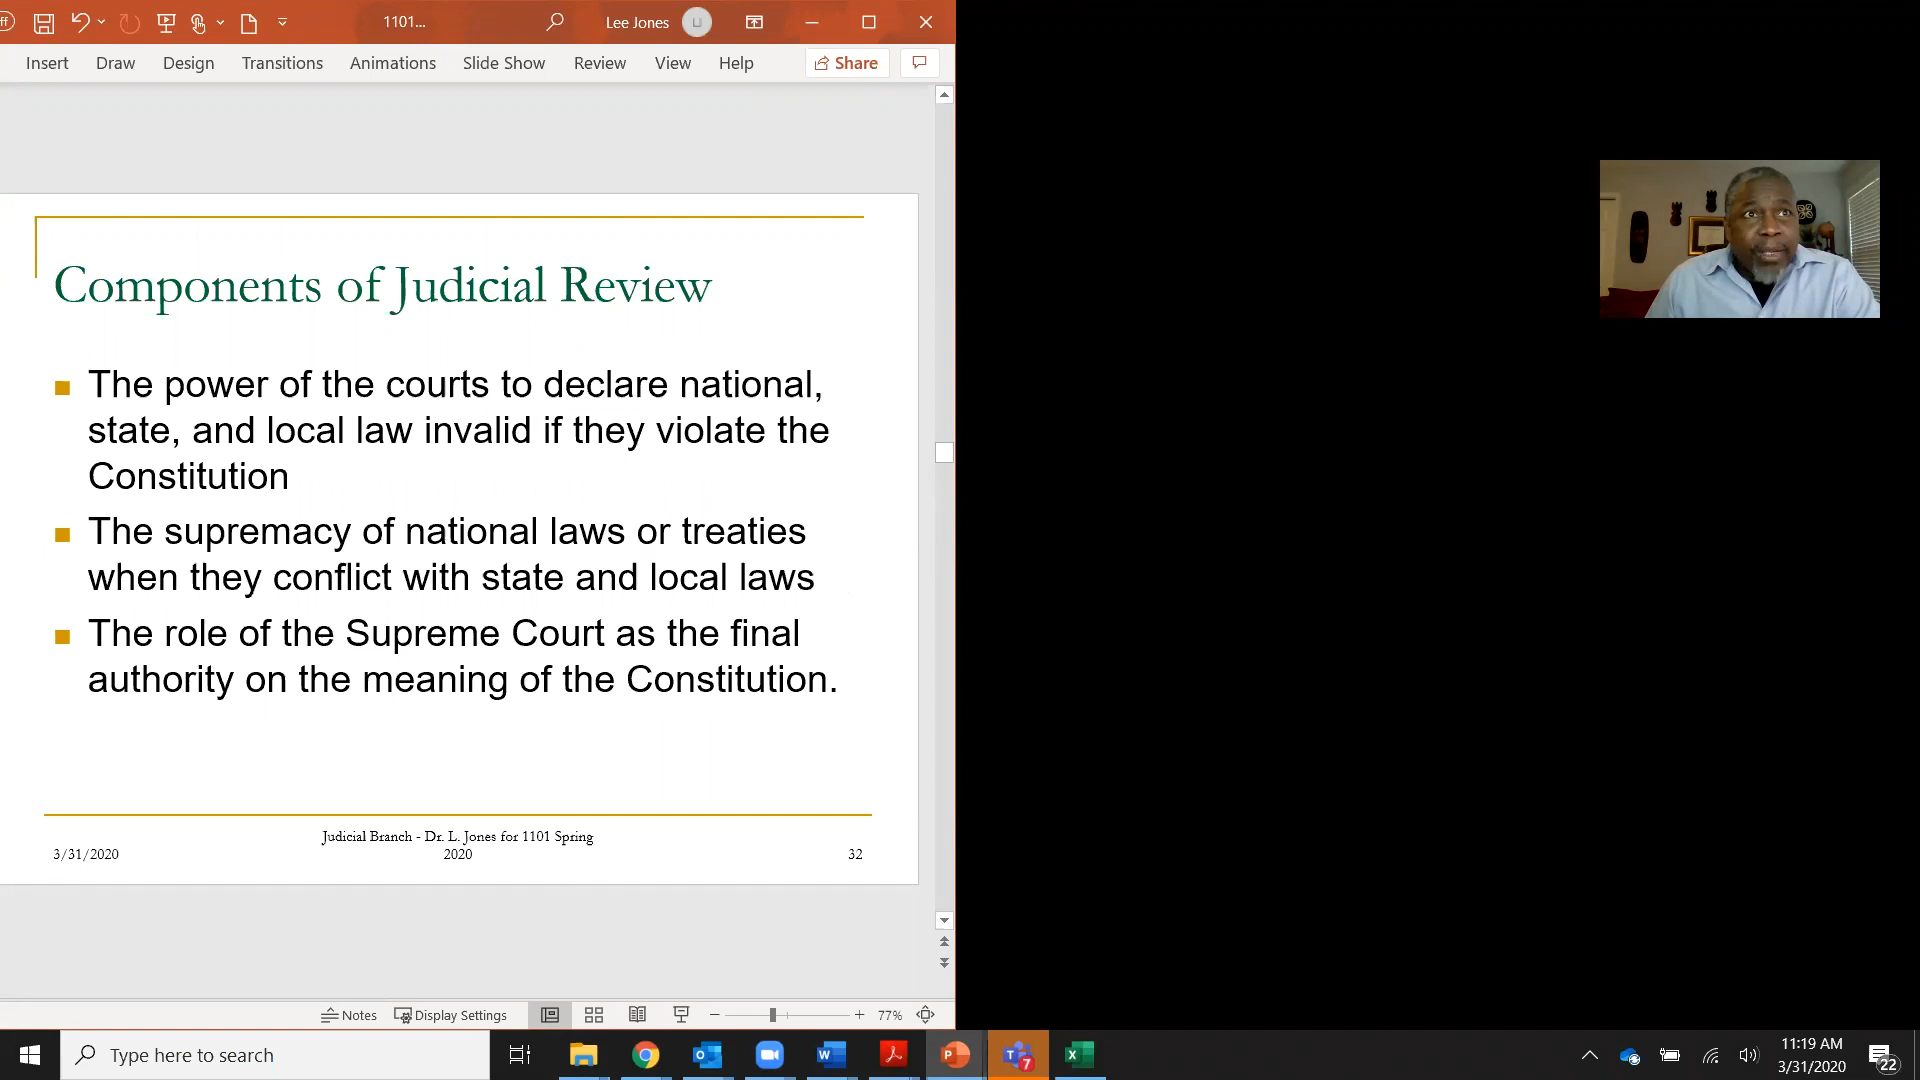 ff
1101...
Lee Jones
LJ
Insert Draw Design Transitions Animations Slide Show Review View Help Share
Components of Judicial Review
The power of the courts to declare national,
state, and local law invalid if they violate the
Constitution
The supremacy of national laws or treaties
when they conflict with state and local laws
The role of the Supreme Court as the final
authority on the meaning of the Constitution.
Judicial Branch - Dr. L. Jones for 1101 Spring
3/31/2020 2020 32
Notes Display Settings 77%
Type here to search
7
11:19 AM
3/31/2020
22